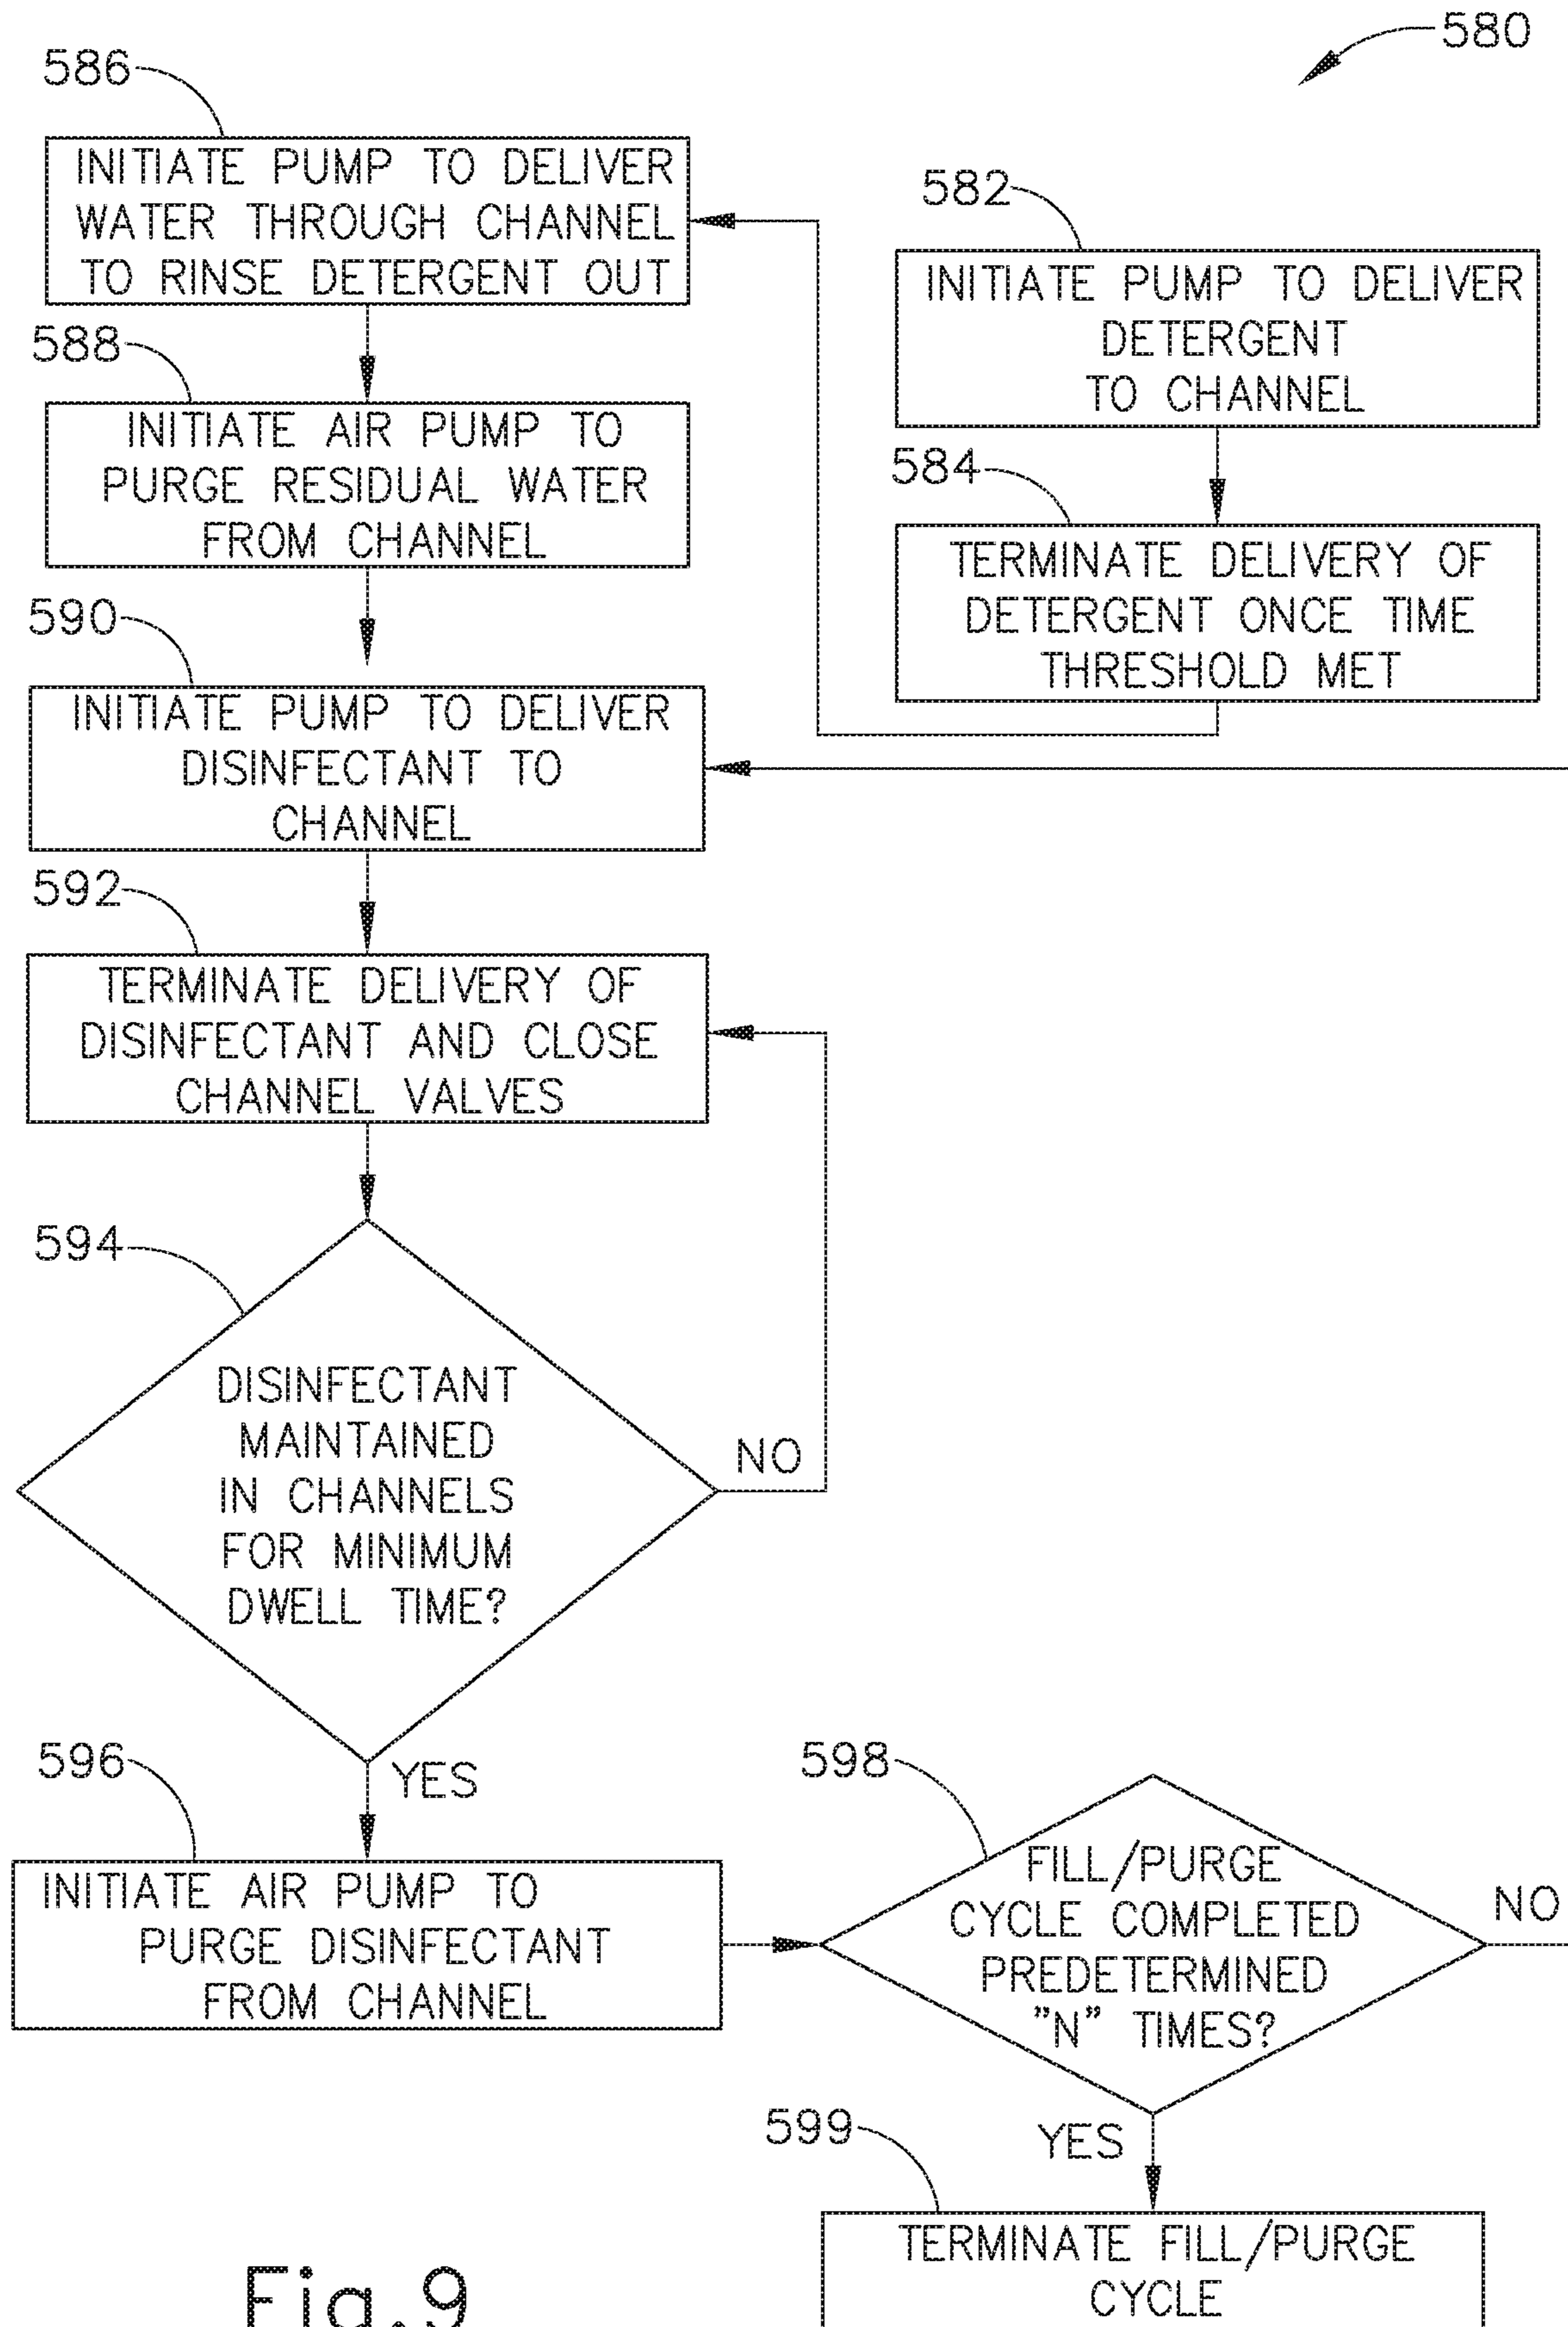 580
586
INITIATE PUMP TO DELIVER
WATER THROUGH CHANNEL
TO RINSE DETERGENT OUT
582
INITIATE PUMP TO DELIVER
DETERGENT
TO CHANNEL
588
INITIATE AIR PUMP TO
PURGE RESIDUAL WATER
FROM CHANNEL
584
TERMINATE DELIVERY OF
DETERGENT ONCE TIME
THRESHOLD MET
590
INITIATE PUMP TO DELIVER
DISINFECTANT TO
CHANNEL
592
TERMINATE DELIVERY OF
DISINFECTANT AND CLOSE
CHANNEL VALVES
594
DISINFECTANT
MAINTAINED
IN CHANNELS
FOR MINIMUM
DWELL TIME?
NO
YES
596
INITIATE AIR PUMP TO
PURGE DISINFECTANT
FROM CHANNEL
598
FILL/PURGE
CYCLE COMPLETED
PREDETERMINED
"N" TIMES?
NO
YES
599
TERMINATE FILL/PURGE
CYCLE
Fig.9